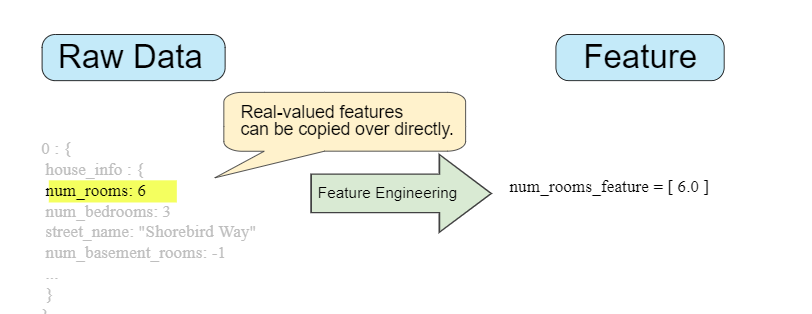 Raw Data
Feature
Real-valued features
can be copied over directly.
0 : {
house_info : {
num_rooms: 6
num_bedrooms: 3
street_name: "Shorebird Way"
num_basement_rooms: -1
...
}
}
Feature Engineering
num_rooms_feature = [ 6.0 ]